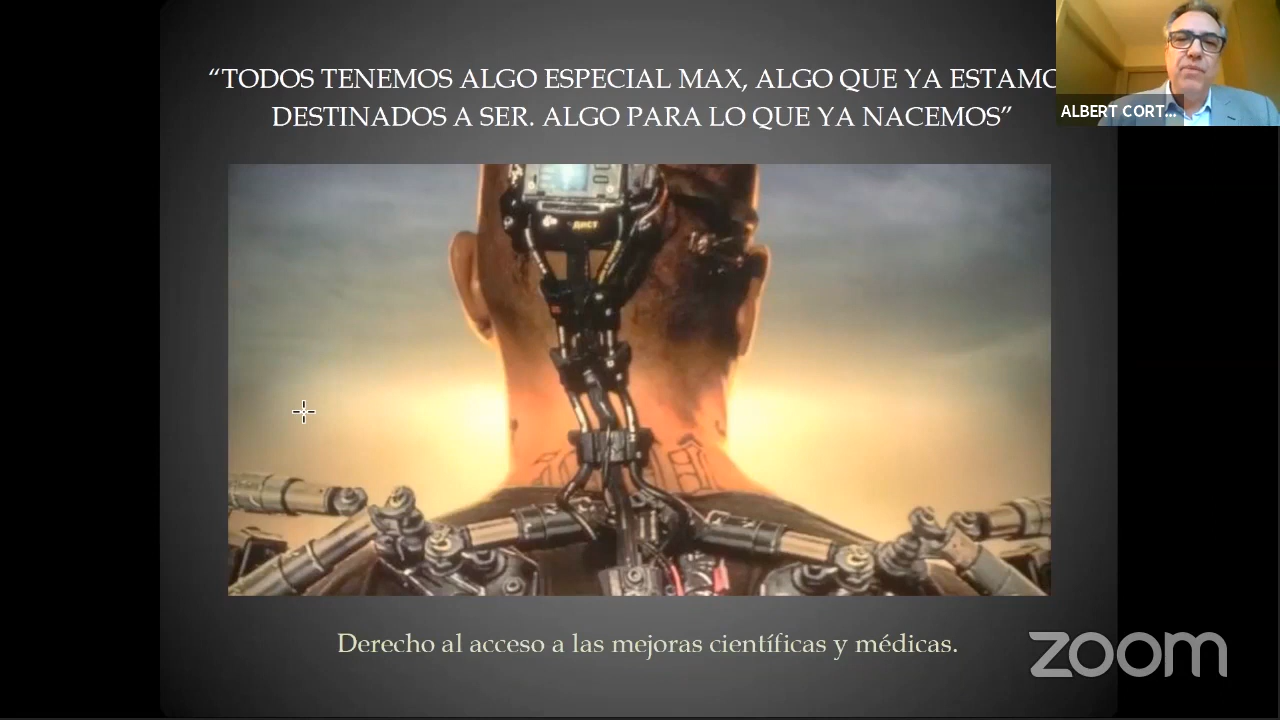 “TODOS TENEMOS ALGO ESPECIAL MAX, ALGO QUE YA ESTAMO
DESTINADOS A SER. ALGO PARA LO QUE YA NACEMOS”
ALBERT CORT...
Derecho al acceso a las mejoras científicas y médicas.
zoom